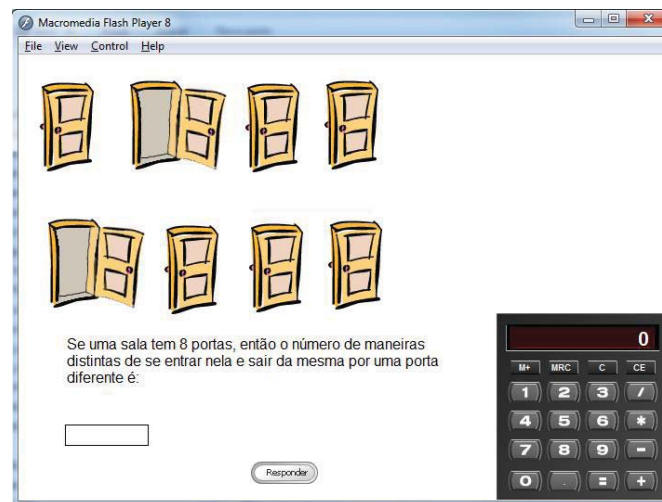 Macromedia Flash Player 8
File View Control Help
Se uma sala tem 8 portas, então o número de maneiras
distintas de se entrar nela e sair da mesma por uma porta
diferente é:
Responder
0
M+ MRC C CE
1 2 3 /
4 5 6 *
7 8 9 -
0 . = +